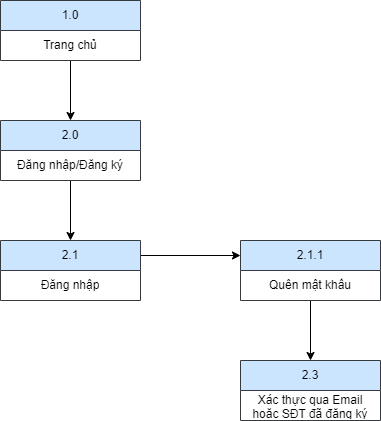 1.0
Trang chủ
2.0
Đăng nhập/Đăng ký
2.1
Đăng nhập
2.1.1
Quên mật khẩu
2.3
Xác thực qua Email
hoặc SĐT đã đăng ký